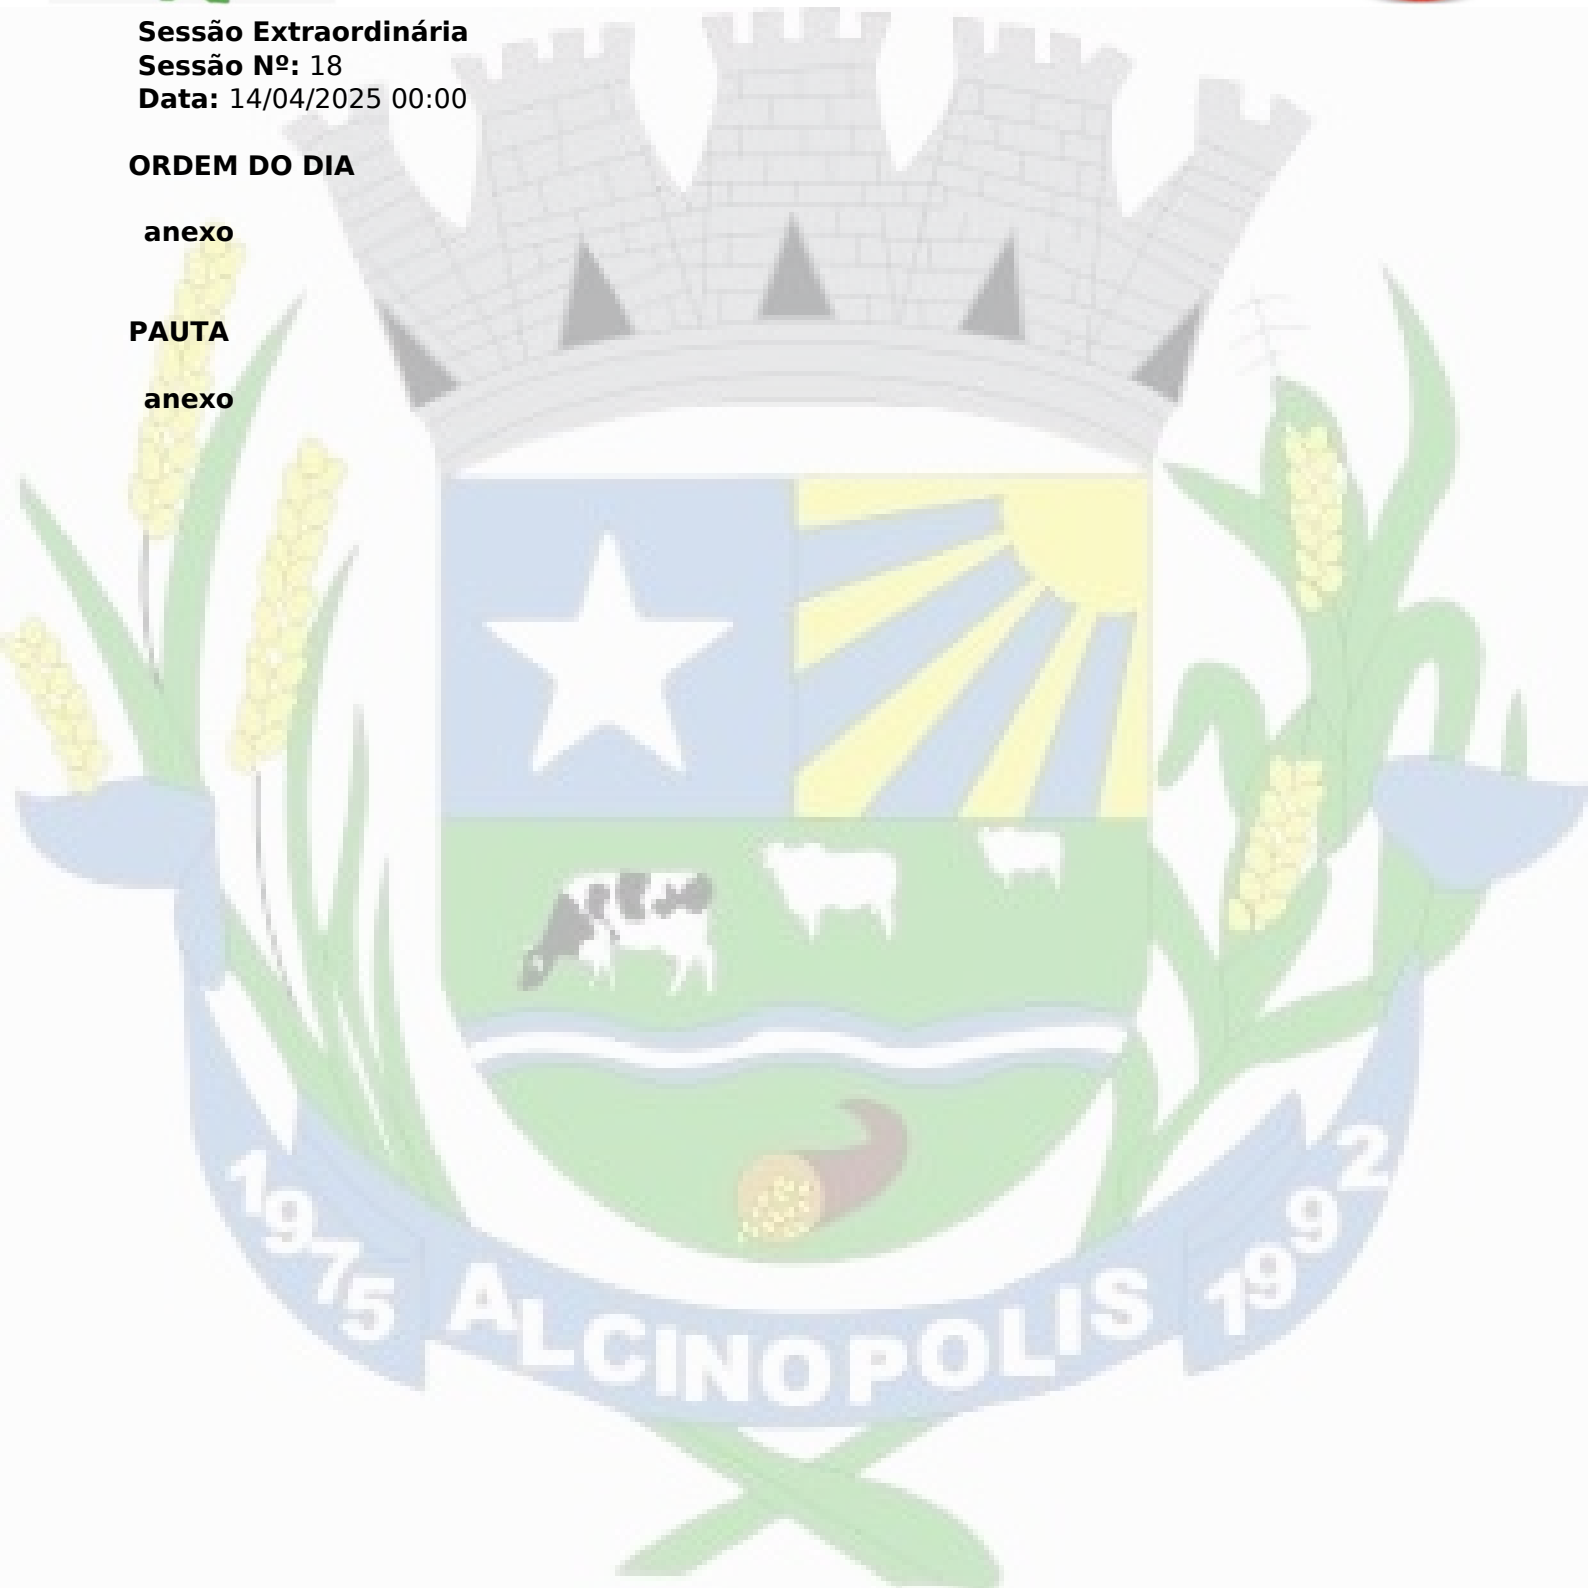 Sessão Extraordinária
Sessão Nº: 18
Data: 14/04/2025 00:00
ORDEM DO DIA
anexo
PAUTA
anexo
1975 ALCINOPOLIS 1992